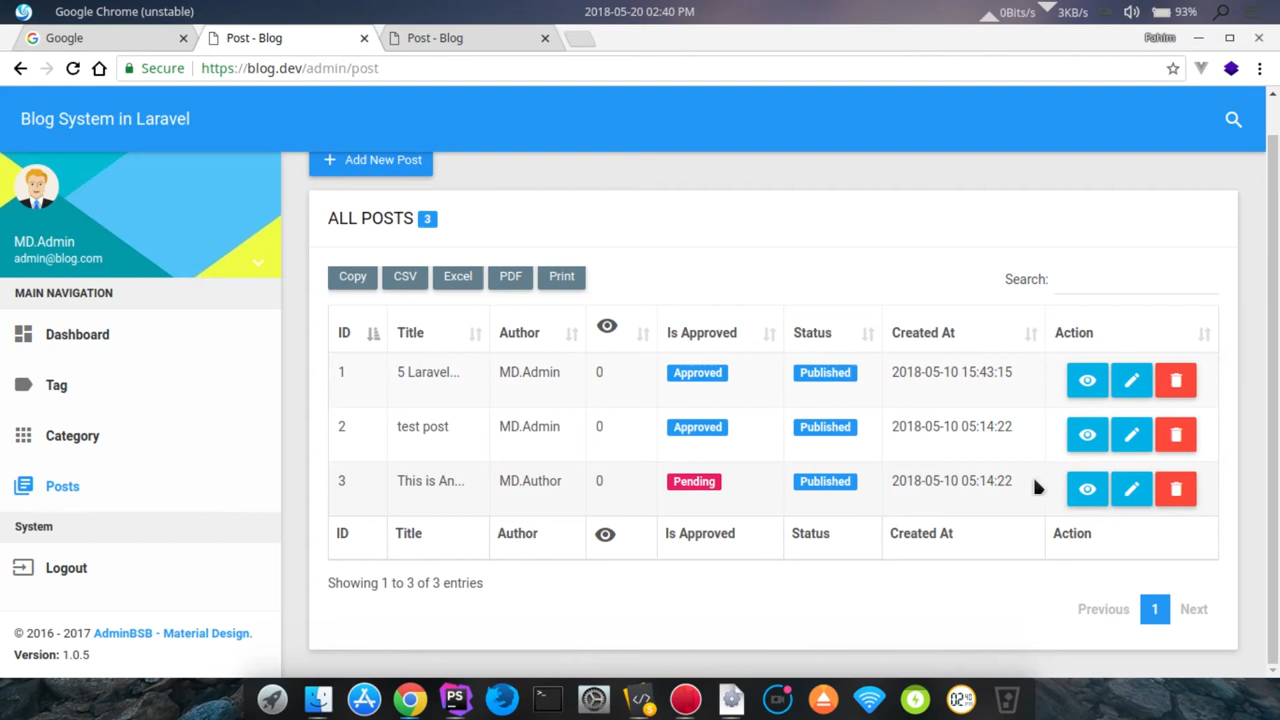 Google Chrome (unstable)
2018-05-20 02:40 PM
0Bits/s 3KB/s 93%
Google
Post - Blog
Post - Blog
Fahim
Secure https://blog.dev/admin/post
Blog System in Laravel
MD.Admin
admin@blog.com
MAIN NAVIGATION
Dashboard
Tag
Category
Posts
System
Logout
© 2016 - 2017 AdminBSB - Material Design.
Version: 1.0.5
+ Add New Post
ALL POSTS 3
Copy CSV Excel PDF Print
Search:
ID Title Author Is Approved Status Created At Action
1 5 Laravel... MD.Admin 0 Approved Published 2018-05-10 15:43:15
2 test post MD.Admin 0 Approved Published 2018-05-10 05:14:22
3 This is An... MD.Author 0 Pending Published 2018-05-10 05:14:22
ID Title Author Is Approved Status Created At Action
Showing 1 to 3 of 3 entries
Previous 1 Next
PS
02:40